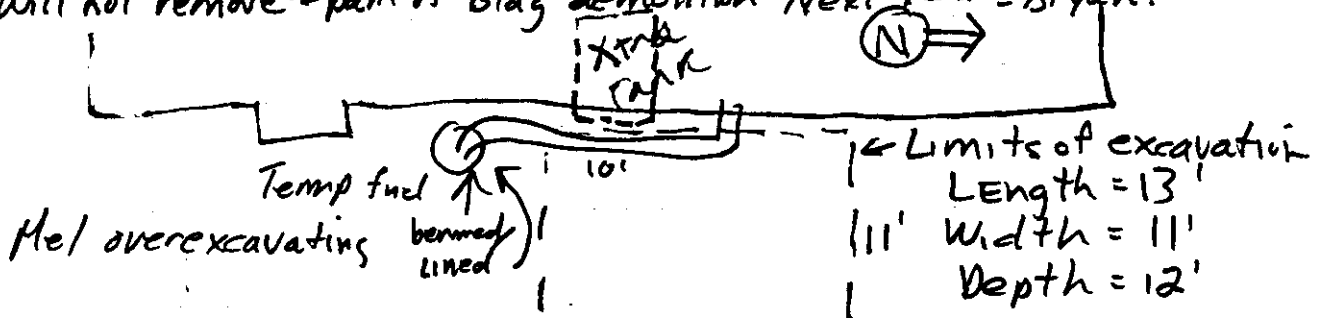 Will not remove - part of Bldg demolition Next
Xtra
Tank
N
10'
Limits of excavation
Temp fuel
Length = 13'
Mel overexcavating
bermed
Lined
11'
Width = 11'
Depth = 12'